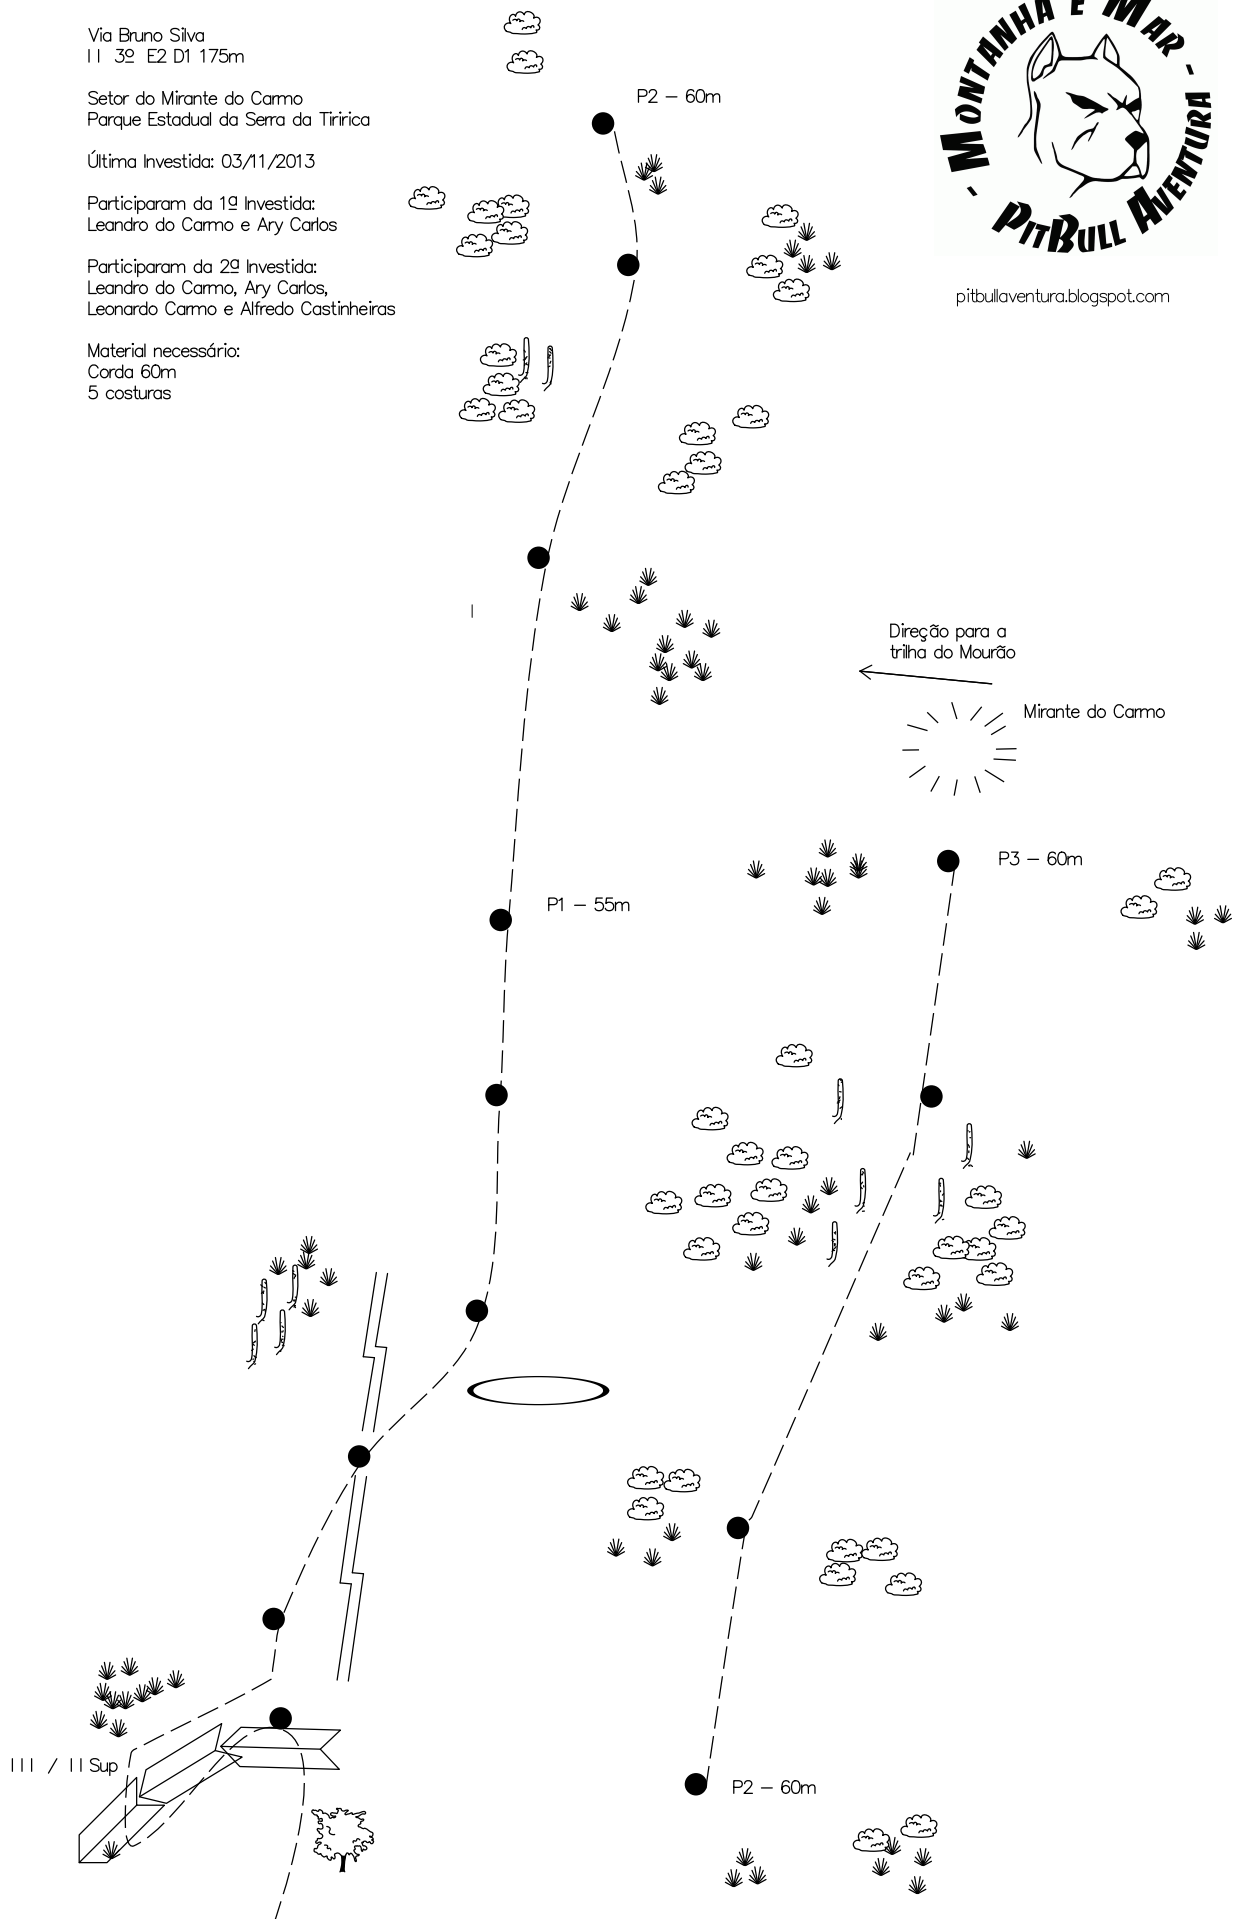 Via Bruno Silva
II 3º E2 D1 175m
Setor do Mirante do Carmo
Parque Estadual da Serra da Tiririca
Última Investida: 03/11/2013
Participaram da 1ª Investida:
Leandro do Carmo e Ary Carlos
Participaram da 2ª Investida:
Leandro do Carmo, Ary Carlos,
Leonardo Carmo e Alfredo Castinheiras
Material necessário:
Corda 60m
5 costuras
- MONTANHA E MAR -
PITBULL AVENTURA
pitbullaventura.blogspot.com
P2 - 60m
Direção para a
trilha do Mourão
Mirante do Carmo
P3 - 60m
P1 - 55m
III / II Sup
P2 - 60m